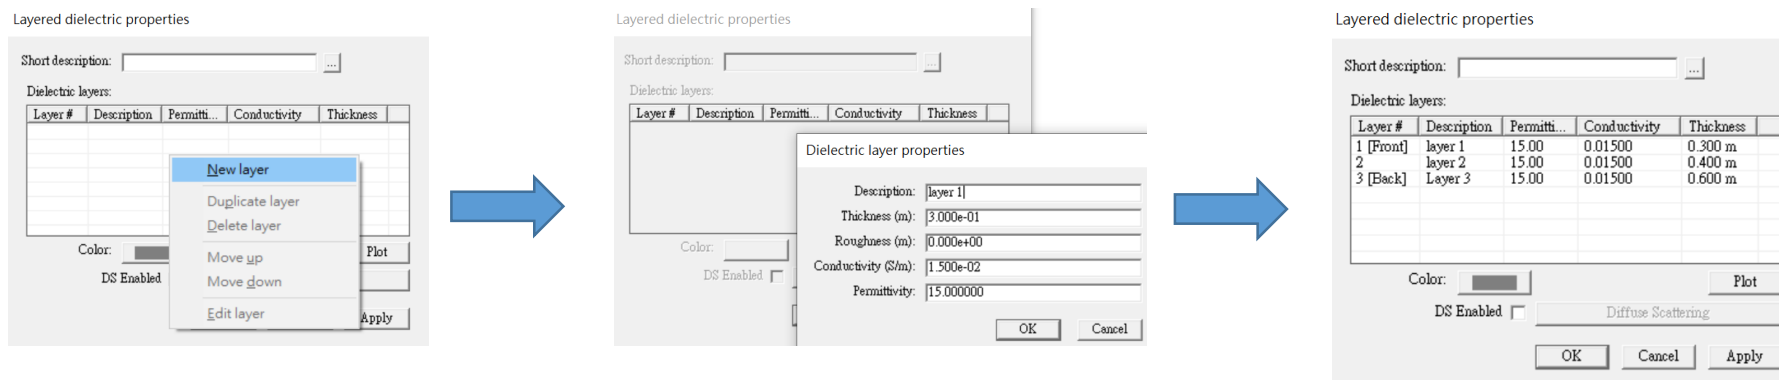 Layered dielectric properties
Short description:
...
Dielectric layers:
Layer # Description Permitti... Conductivity Thickness
New layer
Duplicate layer
Delete layer
Move up
Move down
Edit layer
Color:
Plot
DS Enabled
Apply
Layered dielectric properties
Short description:
...
Dielectric layers:
Layer # Description Permitti... Conductivity Thickness
Color:
DS Enabled
Dielectric layer properties
Description: layer 1
Thickness (m): 3.000e-01
Roughness (m): 0.000e+00
Conductivity (S/m): 1.500e-02
Permittivity: 15.000000
OK Cancel
Layered dielectric properties
Short description:
...
Dielectric layers:
Layer # Description Permitti... Conductivity Thickness
1 [Front] layer 1 15.00 0.01500 0.300 m
2 layer 2 15.00 0.01500 0.400 m
3 [Back] Layer 3 15.00 0.01500 0.600 m
Color:
Plot
DS Enabled
Diffuse Scattering
OK Cancel Apply